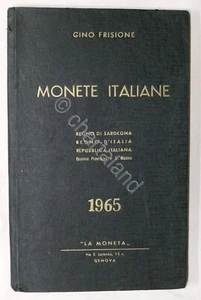 GINO FRISIONE
MONETE ITALIANE
REGNO DI SARDEGNA
REGNO D'ITALIA
REPUBBLICA ITALIANA
1965
"LA MONETA"
GENOVA